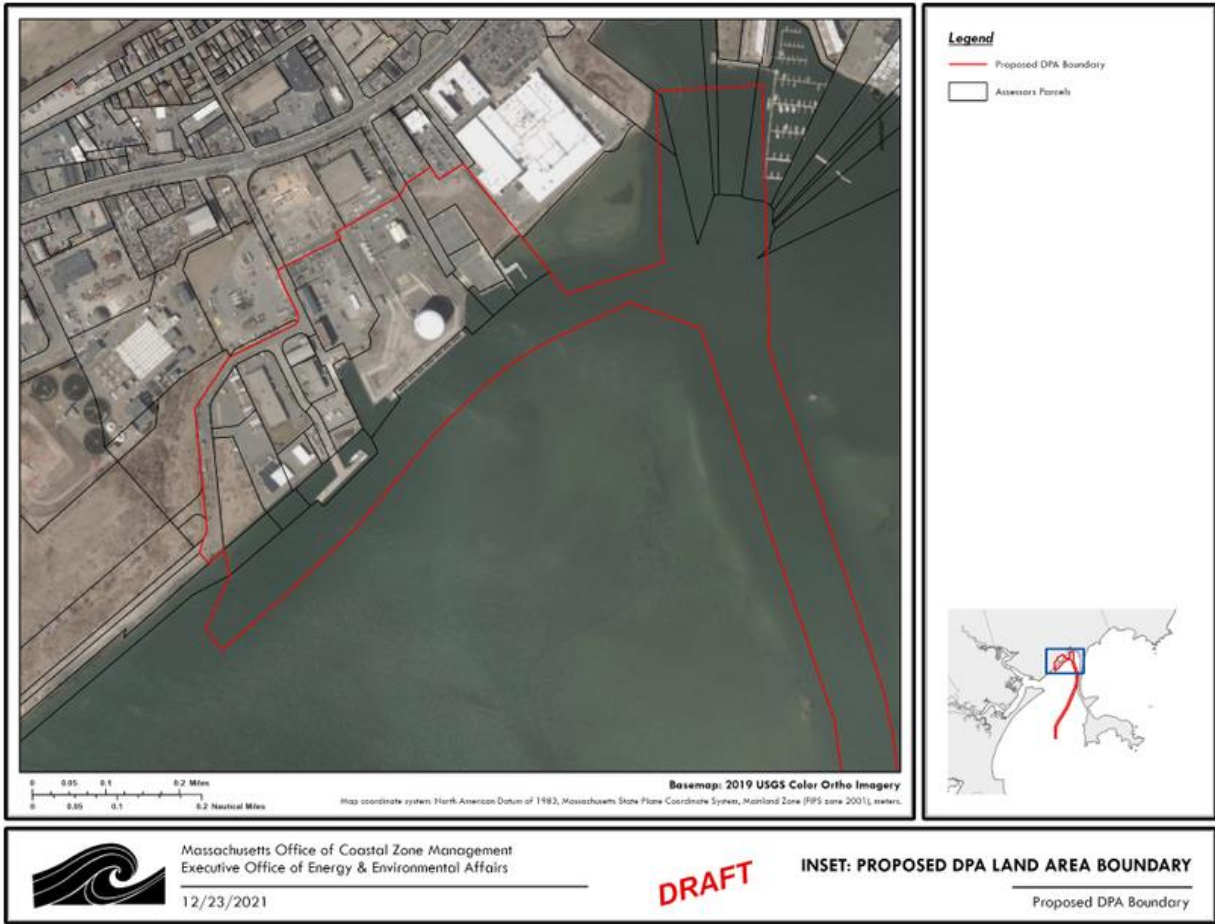 Legend
Proposed DPA Boundary
Assessors Parcels
0 0.05 0.1 0.2 Miles
0 0.05 0.1 0.2 Nautical Miles
Basemap: 2019 USGS Color Ortho Imagery
Map coordinate system: North American Datum of 1983, Massachusetts State Plane Coordinate System, Mainland Zone (FIPS zone 2001), meters.
Massachusetts Office of Coastal Zone Management
Executive Office of Energy & Environmental Affairs
12/23/2021
DRAFT
INSET: PROPOSED DPA LAND AREA BOUNDARY
Proposed DPA Boundary